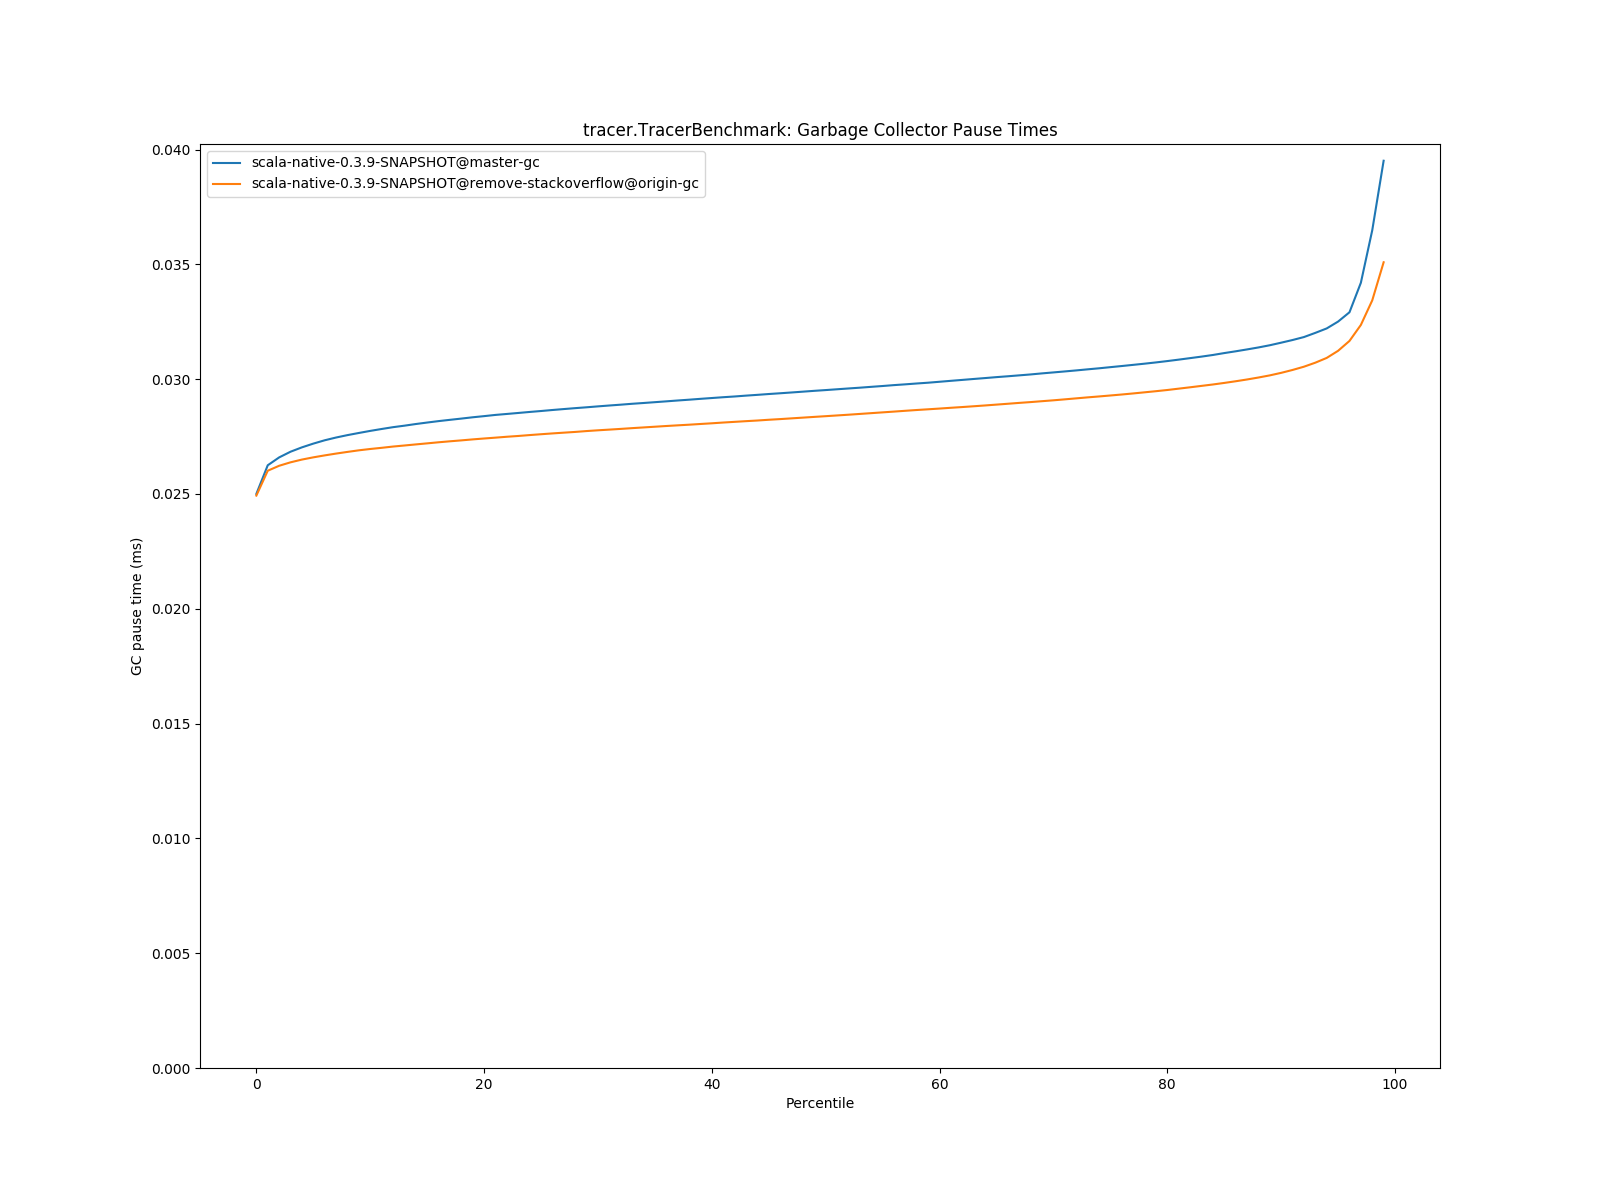 tracer.TracerBenchmark: Garbage Collector Pause Times
scala-native-0.3.9-SNAPSHOT@master-gc
scala-native-0.3.9-SNAPSHOT@remove-stackoverflow@origin-gc
0.040
0.035
0.030
0.025
0.020
0.015
0.010
0.005
0.000
GC pause time (ms)
0 20 40 60 80 100
Percentile